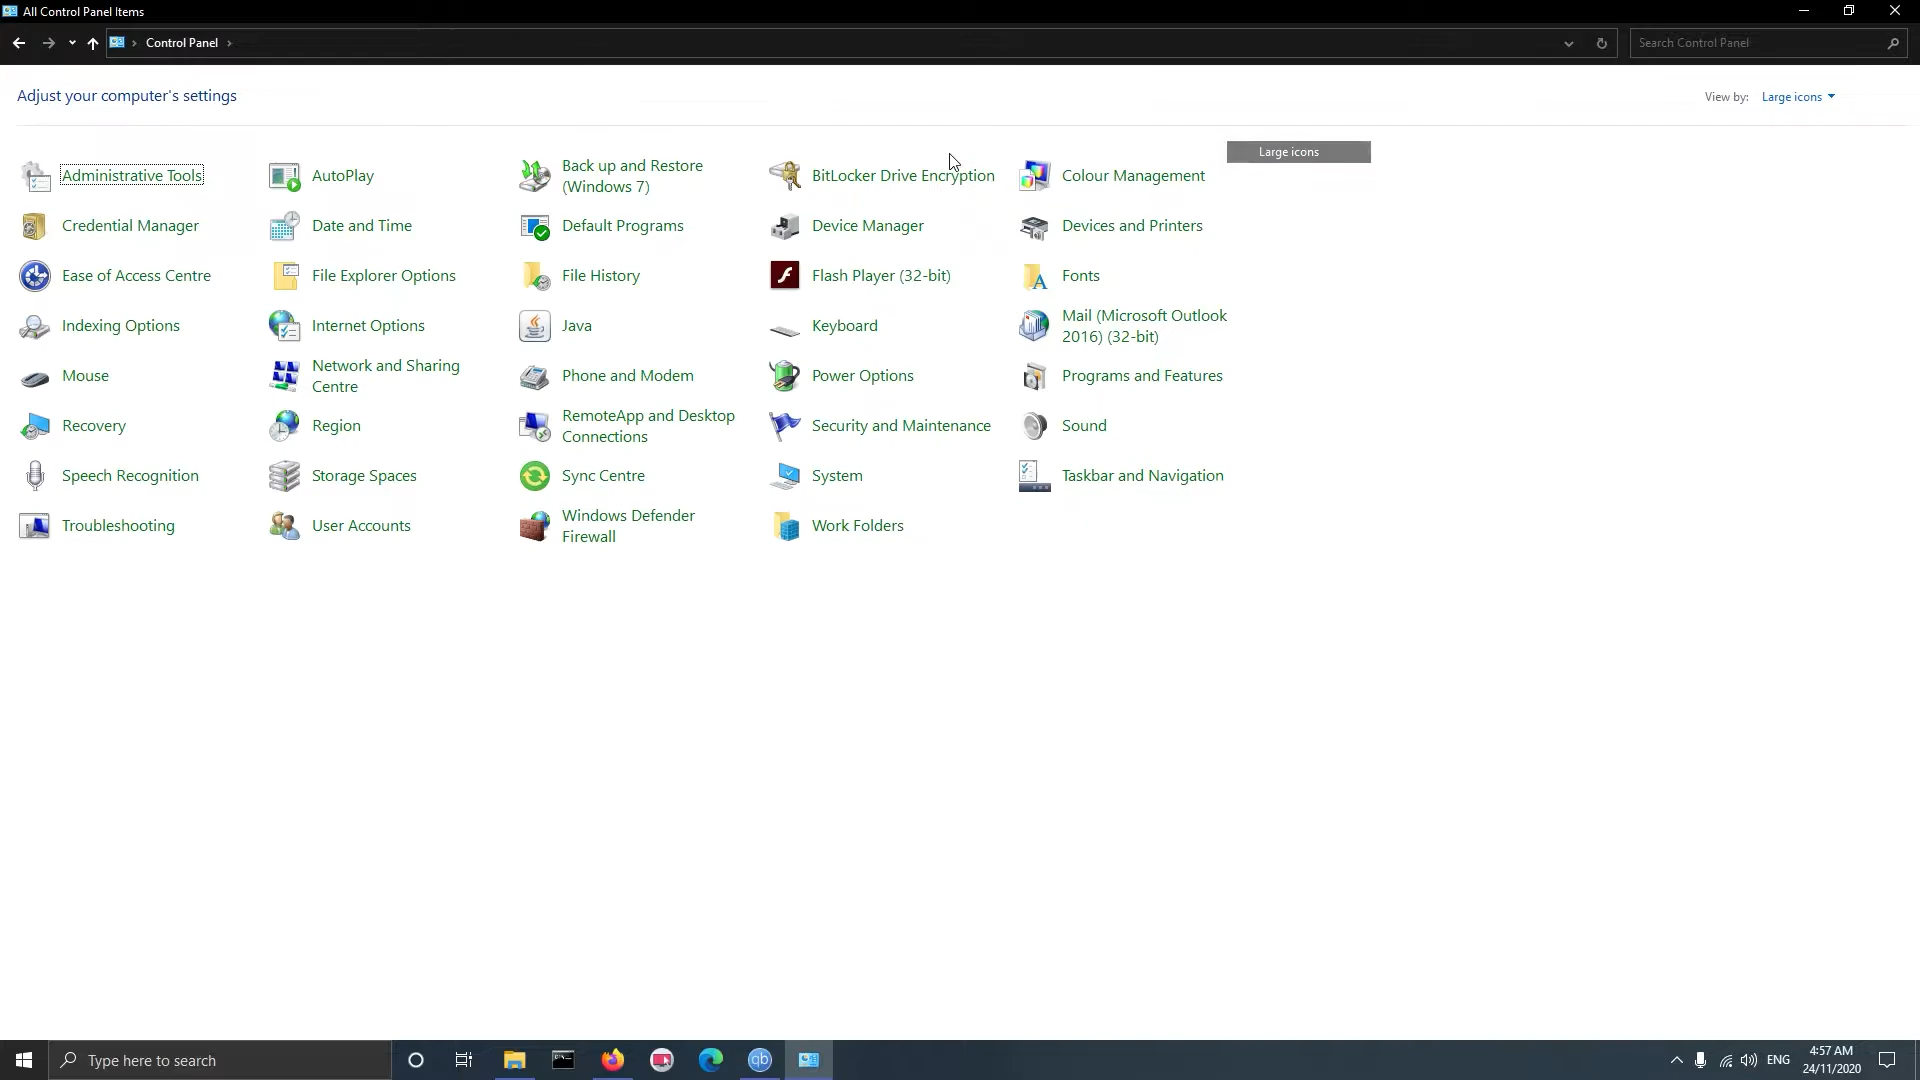 All Control Panel Items
Control Panel
Search Control Panel
Adjust your computer's settings
View by: Large icons
Large icons
Administrative Tools
AutoPlay
Back up and Restore
(Windows 7)
BitLocker Drive Encryption
Colour Management
Credential Manager
Date and Time
Default Programs
Device Manager
Devices and Printers
Ease of Access Centre
File Explorer Options
File History
Flash Player (32-bit)
Fonts
Indexing Options
Internet Options
Java
Keyboard
Mail (Microsoft Outlook
2016) (32-bit)
Mouse
Network and Sharing
Centre
Phone and Modem
Power Options
Programs and Features
Recovery
Region
RemoteApp and Desktop
Connections
Security and Maintenance
Sound
Speech Recognition
Storage Spaces
Sync Centre
System
Taskbar and Navigation
Troubleshooting
User Accounts
Windows Defender
Firewall
Work Folders
Type here to search
qb
ENG
4:57 AM
24/11/2020